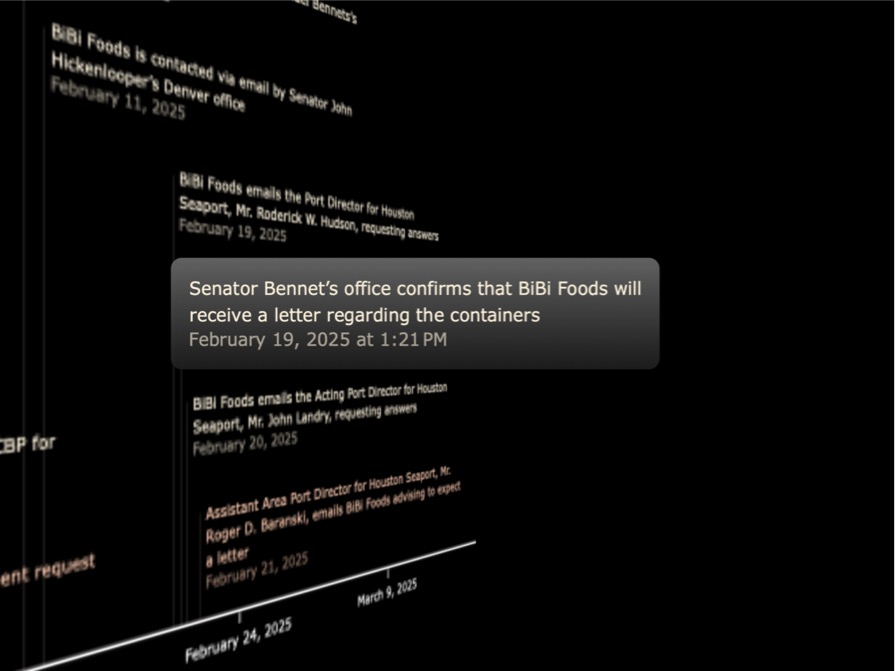 Bennets's
BiBi Foods is contacted via email by Senator John
Hickenlooper's Denver office
February 11, 2025
BiBi Foods emails the Port Director for Houston
Seaport, Mr. Roderick W. Hudson, requesting answers
February 19, 2025
Senator Bennet’s office confirms that BiBi Foods will
receive a letter regarding the containers
February 19, 2025 at 1:21 PM
BiBi Foods emails the Acting Port Director for Houston
Seaport, Mr. John Landry, requesting answers
February 20, 2025
CBP for
Assistant Area Port Director for Houston Seaport, Mr.
Roger D. Baranski, emails BiBi Foods advising to expect
a letter
February 21, 2025
ent request
March 9, 2025
February 24, 2025